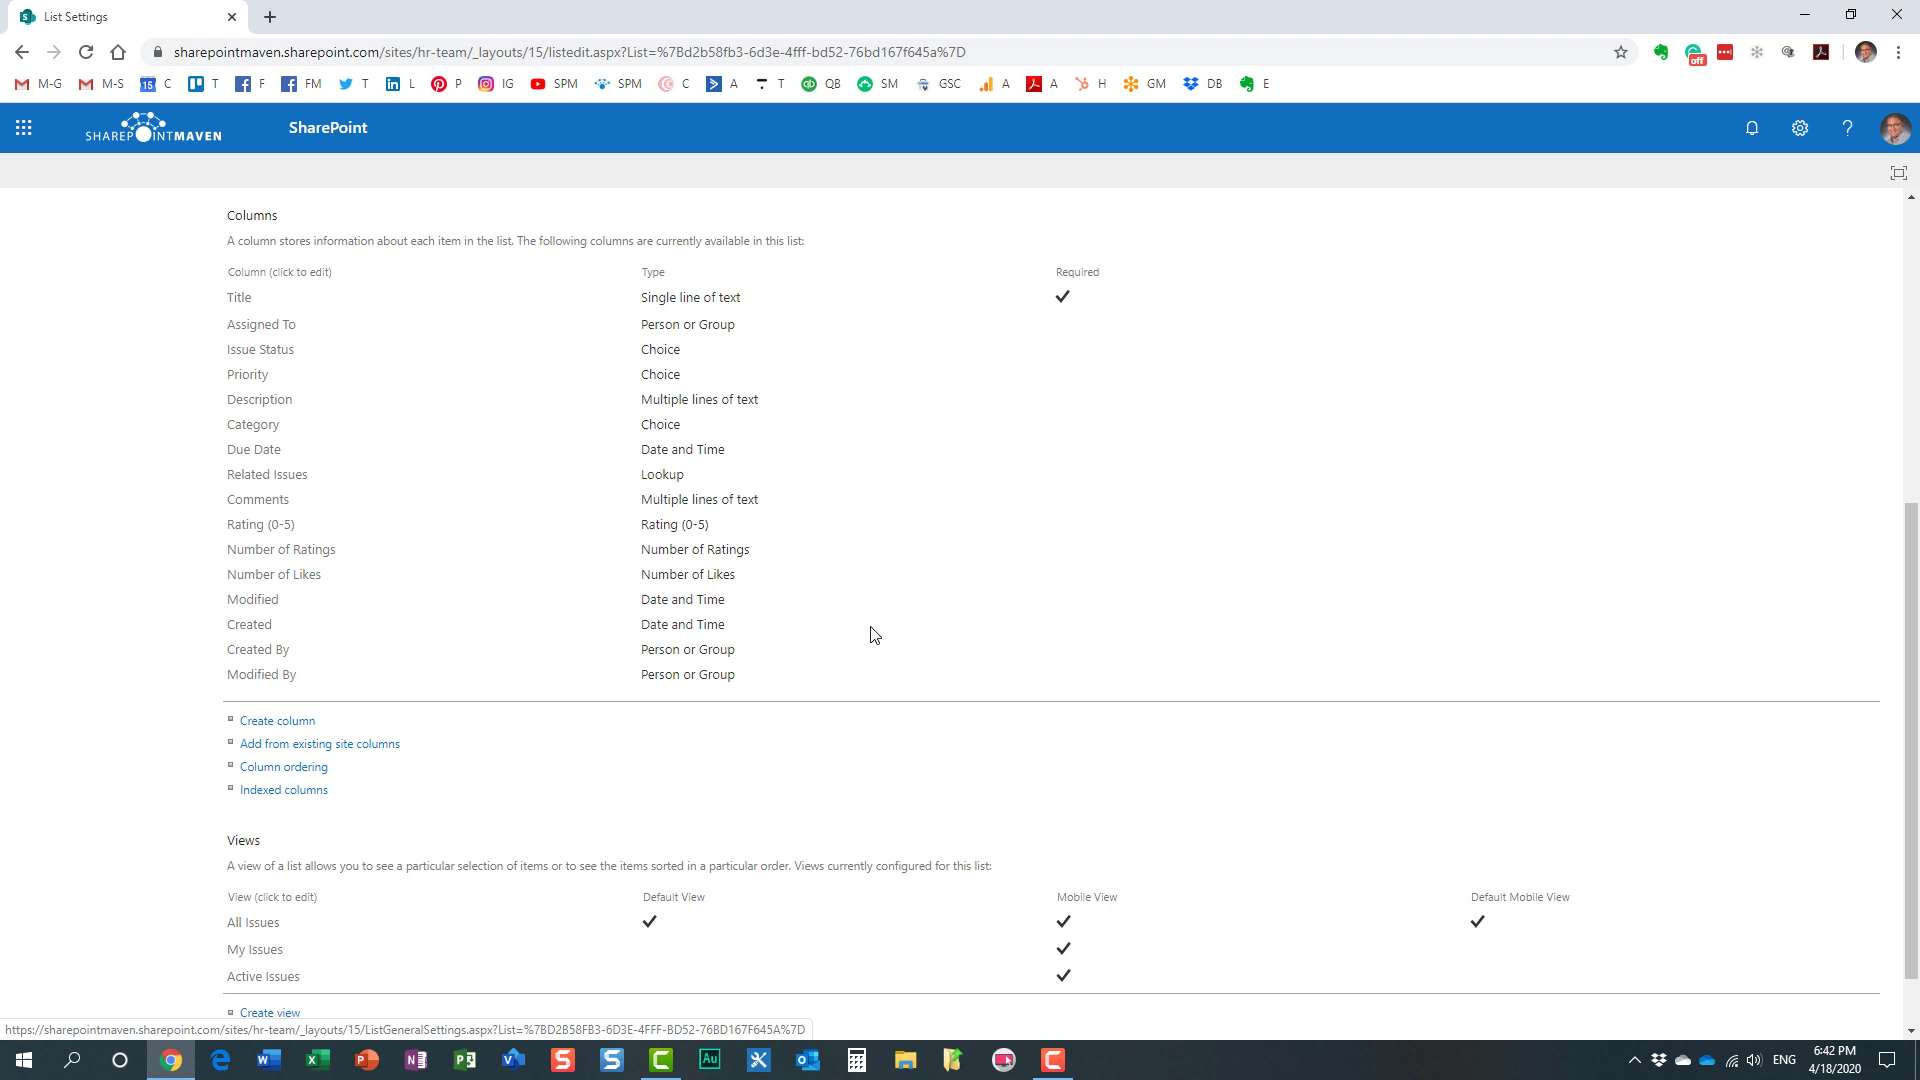 List Settings
sharepointmaven.sharepoint.com/sites/hr-team/_layouts/15/listedit.aspx?List=%7Bd2b58fb3-6d3e-4fff-bd52-76bd167f645a%7D
off
M-G M-S 15 C T F FM T L P IG SPM SPM C A T QB SM GSC A A H GM DB E
SHAREPOINTMAVEN SharePoint
Columns
A column stores information about each item in the list. The following columns are currently available in this list:
Column (click to edit) Type Required
Title Single line of text
Assigned To Person or Group
Issue Status Choice
Priority Choice
Description Multiple lines of text
Category Choice
Due Date Date and Time
Related Issues Lookup
Comments Multiple lines of text
Rating (0-5) Rating (0-5)
Number of Ratings Number of Ratings
Number of Likes Number of Likes
Modified Date and Time
Created Date and Time
Created By Person or Group
Modified By Person or Group
Create column
Add from existing site columns
Column ordering
Indexed columns
Views
A view of a list allows you to see a particular selection of items or to see the items sorted in a particular order. Views currently configured for this list:
View (click to edit) Default View Mobile View Default Mobile View
All Issues
My Issues
Active Issues
Create view
https://sharepointmaven.sharepoint.com/sites/hr-team/_layouts/15/ListGeneralSettings.aspx?List=%7BD2B58FB3-6D3E-4FFF-BD52-76BD167F645A%7D
Au
ENG
6:42 PM
4/18/2020